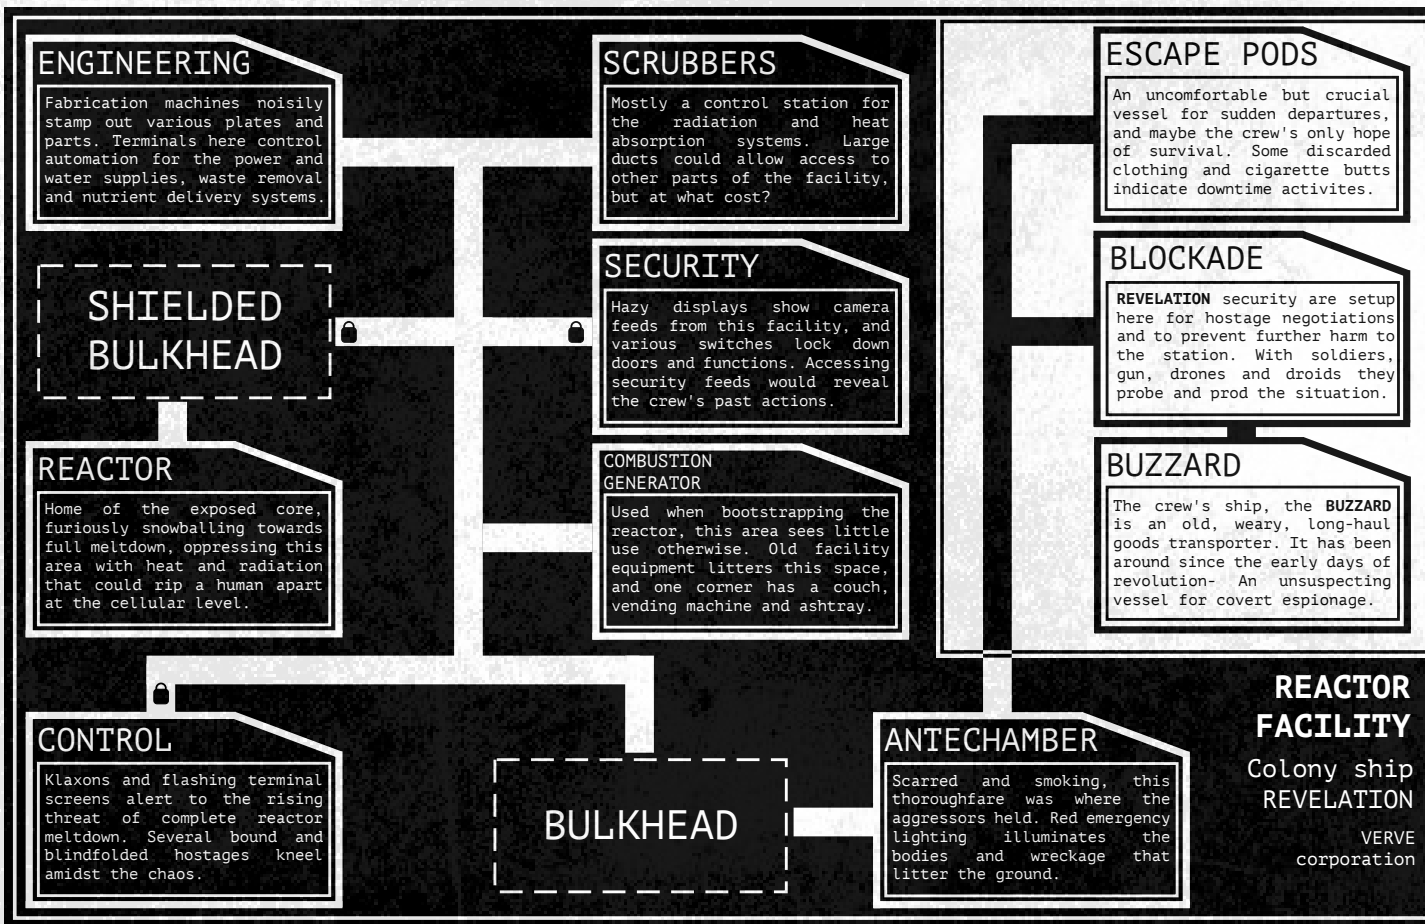 ENGINEERING
Fabrication machines noisily
stamp out various plates and
parts. Terminals here control
automation for the power and
water supplies, waste removal
and nutrient delivery systems.
SCRUBBERS
Mostly a control station for
the radiation and heat
absorption systems. Large
ducts could allow access to
other parts of the facility,
but at what cost?
ESCAPE PODS
An uncomfortable but crucial
vessel for sudden departures,
and maybe the crew's only hope
of survival. Some discarded
clothing and cigarette butts
indicate downtime activites.
SHIELDED
BULKHEAD
SECURITY
Hazy displays show camera
feeds from this facility, and
various switches lock down
doors and functions. Accessing
security feeds would reveal
the crew's past actions.
BLOCKADE
REVELATION security are setup
here for hostage negotiations
and to prevent further harm to
the station. With soldiers,
gun, drones and droids they
probe and prod the situation.
REACTOR
Home of the exposed core,
furiously snowballing towards
full meltdown, oppressing this
area with heat and radiation
that could rip a human apart
at the cellular level.
COMBUSTION
GENERATOR
Used when bootstrapping the
reactor, this area sees little
use otherwise. Old facility
equipment litters this space,
and one corner has a couch,
vending machine and ashtray.
BUZZARD
The crew's ship, the BUZZARD
is an old, weary, long-haul
goods transporter. It has been
around since the early days of
revolution- An unsuspecting
vessel for covert espionage.
CONTROL
Klaxons and flashing terminal
screens alert to the rising
threat of complete reactor
meltdown. Several bound and
blindfolded hostages kneel
amidst the chaos.
BULKHEAD
ANTECHAMBER
Scarred and smoking, this
thoroughfare was where the
aggressors held. Red emergency
lighting illuminates the
bodies and wreckage that
litter the ground.
REACTOR
FACILITY
Colony ship
REVELATION
VERVE
corporation